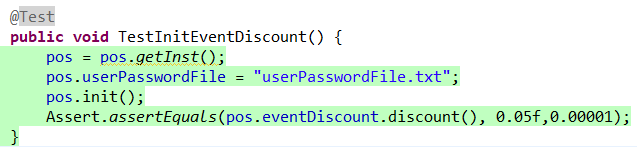 @Test
public void TestInitEventDiscount() {
    pos = pos.getInst();
    pos.userPasswordFile = "userPasswordFile.txt";
    pos.init();
    Assert.assertEquals(pos.eventDiscount.discount(), 0.05f,0.00001);
}